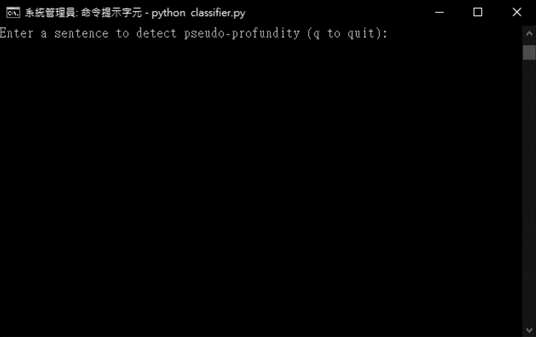 系統管理員: 命令提示字元 - python  classifier.py
Enter a sentence to detect pseudo-profundity (q to quit):